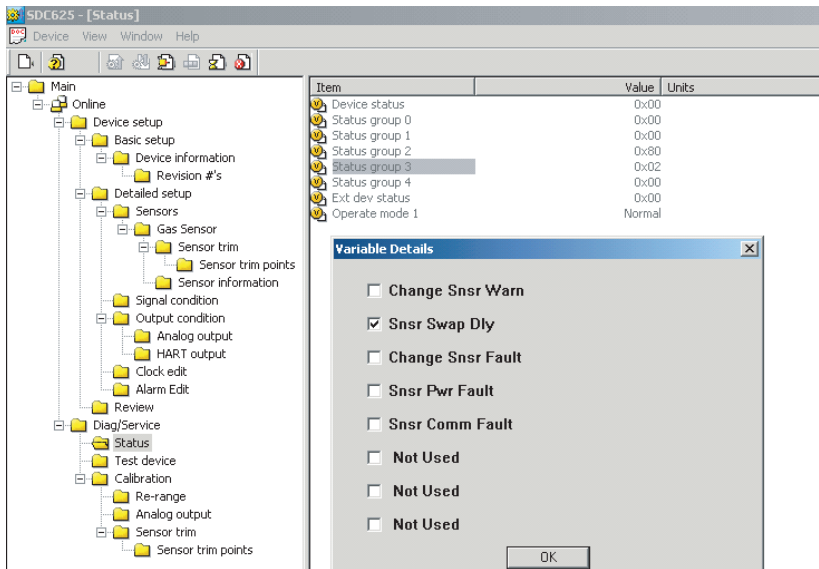 SDC625 - [Status]
Device View Window Help
Main
Online
Device setup
Basic setup
Device information
Revision #'s
Detailed setup
Sensors
Gas Sensor
Sensor trim
Sensor trim points
Sensor information
Signal condition
Output condition
Analog output
HART output
Clock edit
Alarm Edit
Review
Diag/Service
Status
Test device
Calibration
Re-range
Analog output
Sensor trim
Sensor trim points
Item Value Units
Device status 0x00
Status group 0 0x00
Status group 1 0x00
Status group 2 0x80
Status group 3 0x02
Status group 4 0x00
Ext dev status 0x00
Operate mode 1 Normal
Variable Details
Change Snsr Warn
Snsr Swap Dly
Change Snsr Fault
Snsr Pwr Fault
Snsr Comm Fault
Not Used
Not Used
Not Used
OK